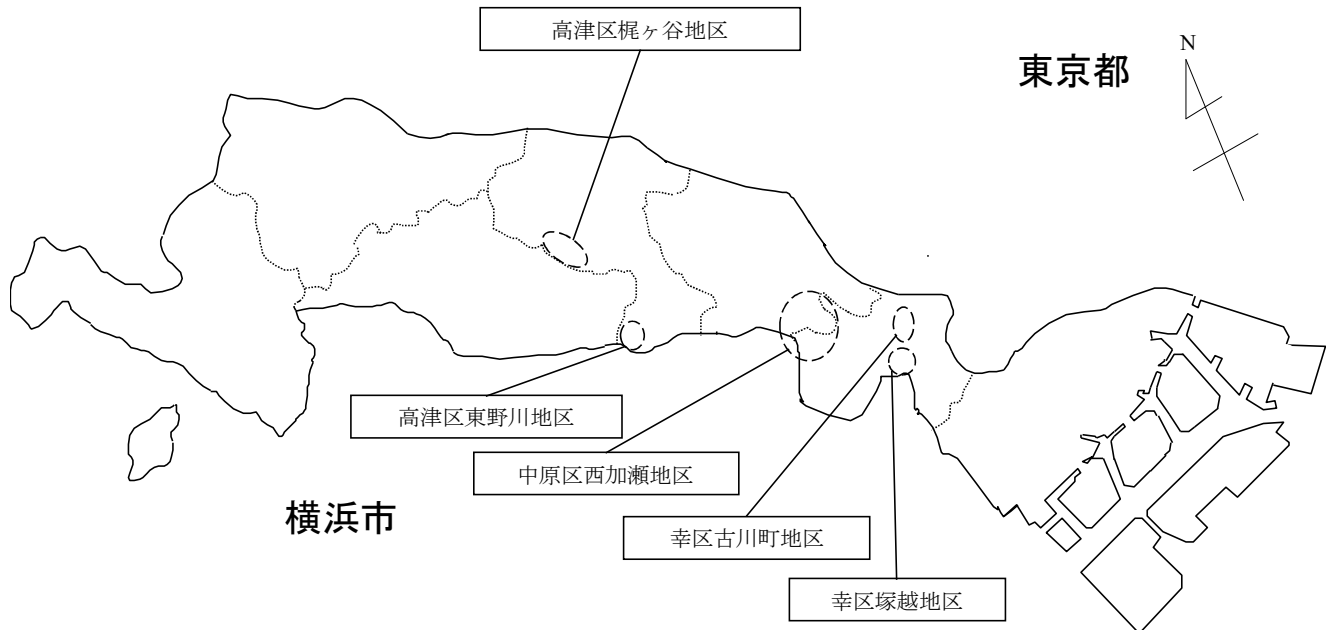 高津区梶ヶ谷地区
東京都
N
高津区東野川地区
中原区西加瀬地区
横浜市
幸区古川町地区
幸区塚越地区